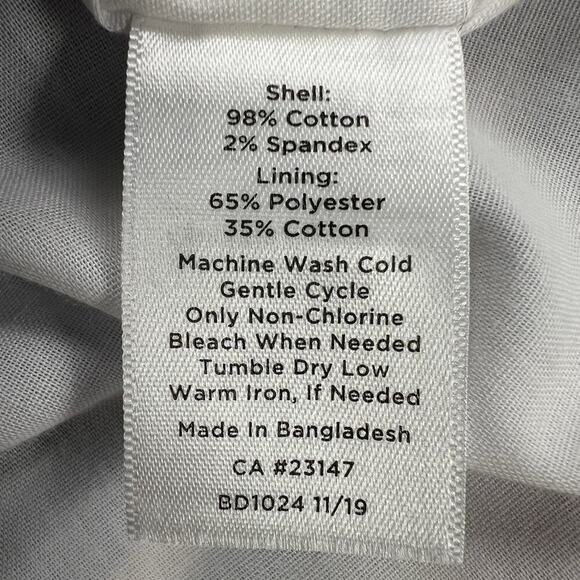 Shell:
98% Cotton
2% Spandex
Lining:
65% Polyester
35% Cotton
Machine Wash Cold
Gentle Cycle
Only Non-Chlorine
Bleach When Needed
Tumble Dry Low
Warm Iron, If Needed
Made In Bangladesh
CA #23147
BD1024 11/19